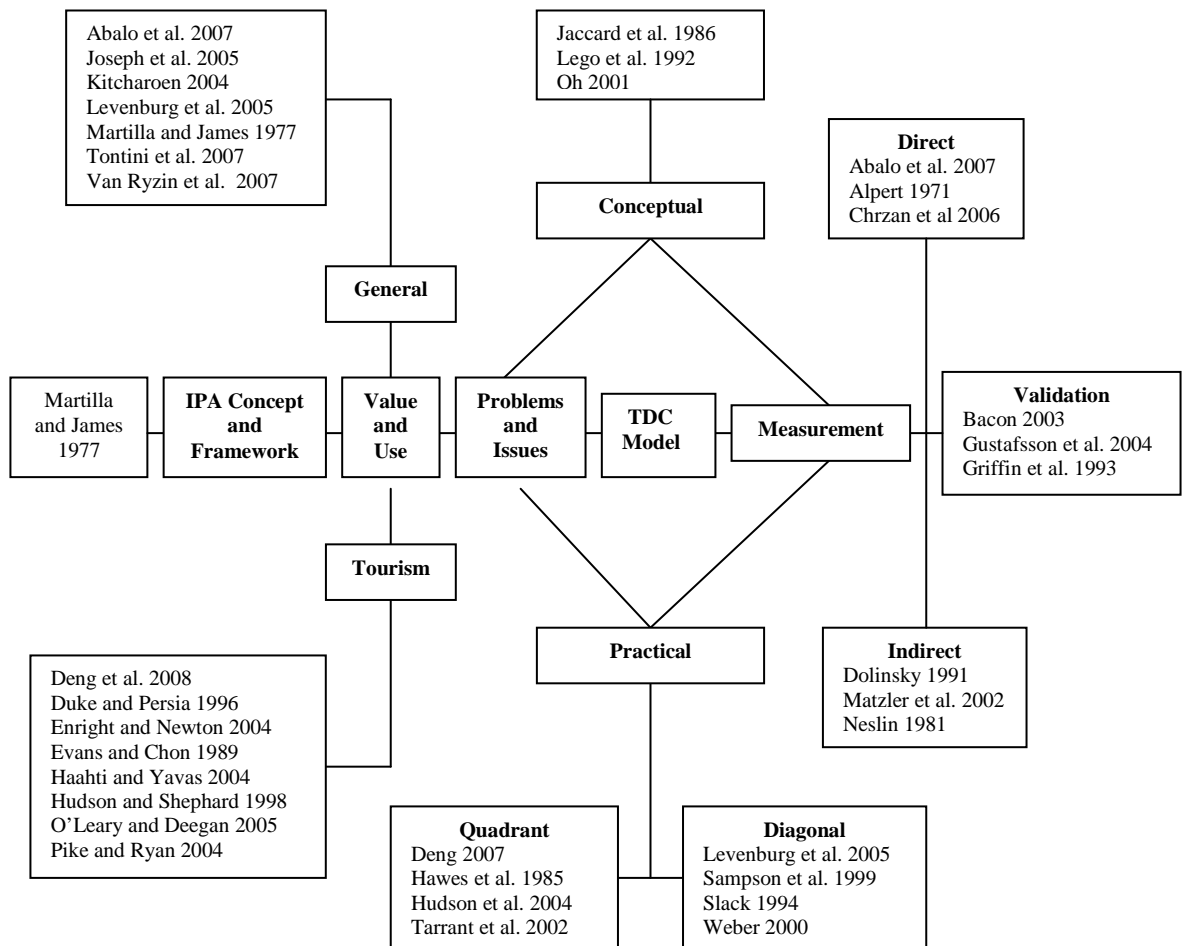 Abalo et al. 2007
Joseph et al. 2005
Kitcharoen 2004
Levenburg et al. 2005
Martilla and James 1977
Tontini et al. 2007
Van Ryzin et al.  2007
Jaccard et al. 1986
Lego et al. 1992
Oh 2001
Direct
Abalo et al. 2007
Alpert 1971
Chrzan et al 2006
Conceptual
General
Martilla
and James
1977
IPA Concept
and
Framework
Value
and
Use
Problems
and
Issues
TDC
Model
Measurement
Validation
Bacon 2003
Gustafsson et al. 2004
Griffin et al. 1993
Tourism
Practical
Indirect
Dolinsky 1991
Matzler et al. 2002
Neslin 1981
Deng et al. 2008
Duke and Persia 1996
Enright and Newton 2004
Evans and Chon 1989
Haahti and Yavas 2004
Hudson and Shephard 1998
O’Leary and Deegan 2005
Pike and Ryan 2004
Quadrant
Deng 2007
Hawes et al. 1985
Hudson et al. 2004
Tarrant et al. 2002
Diagonal
Levenburg et al. 2005
Sampson et al. 1999
Slack 1994
Weber 2000